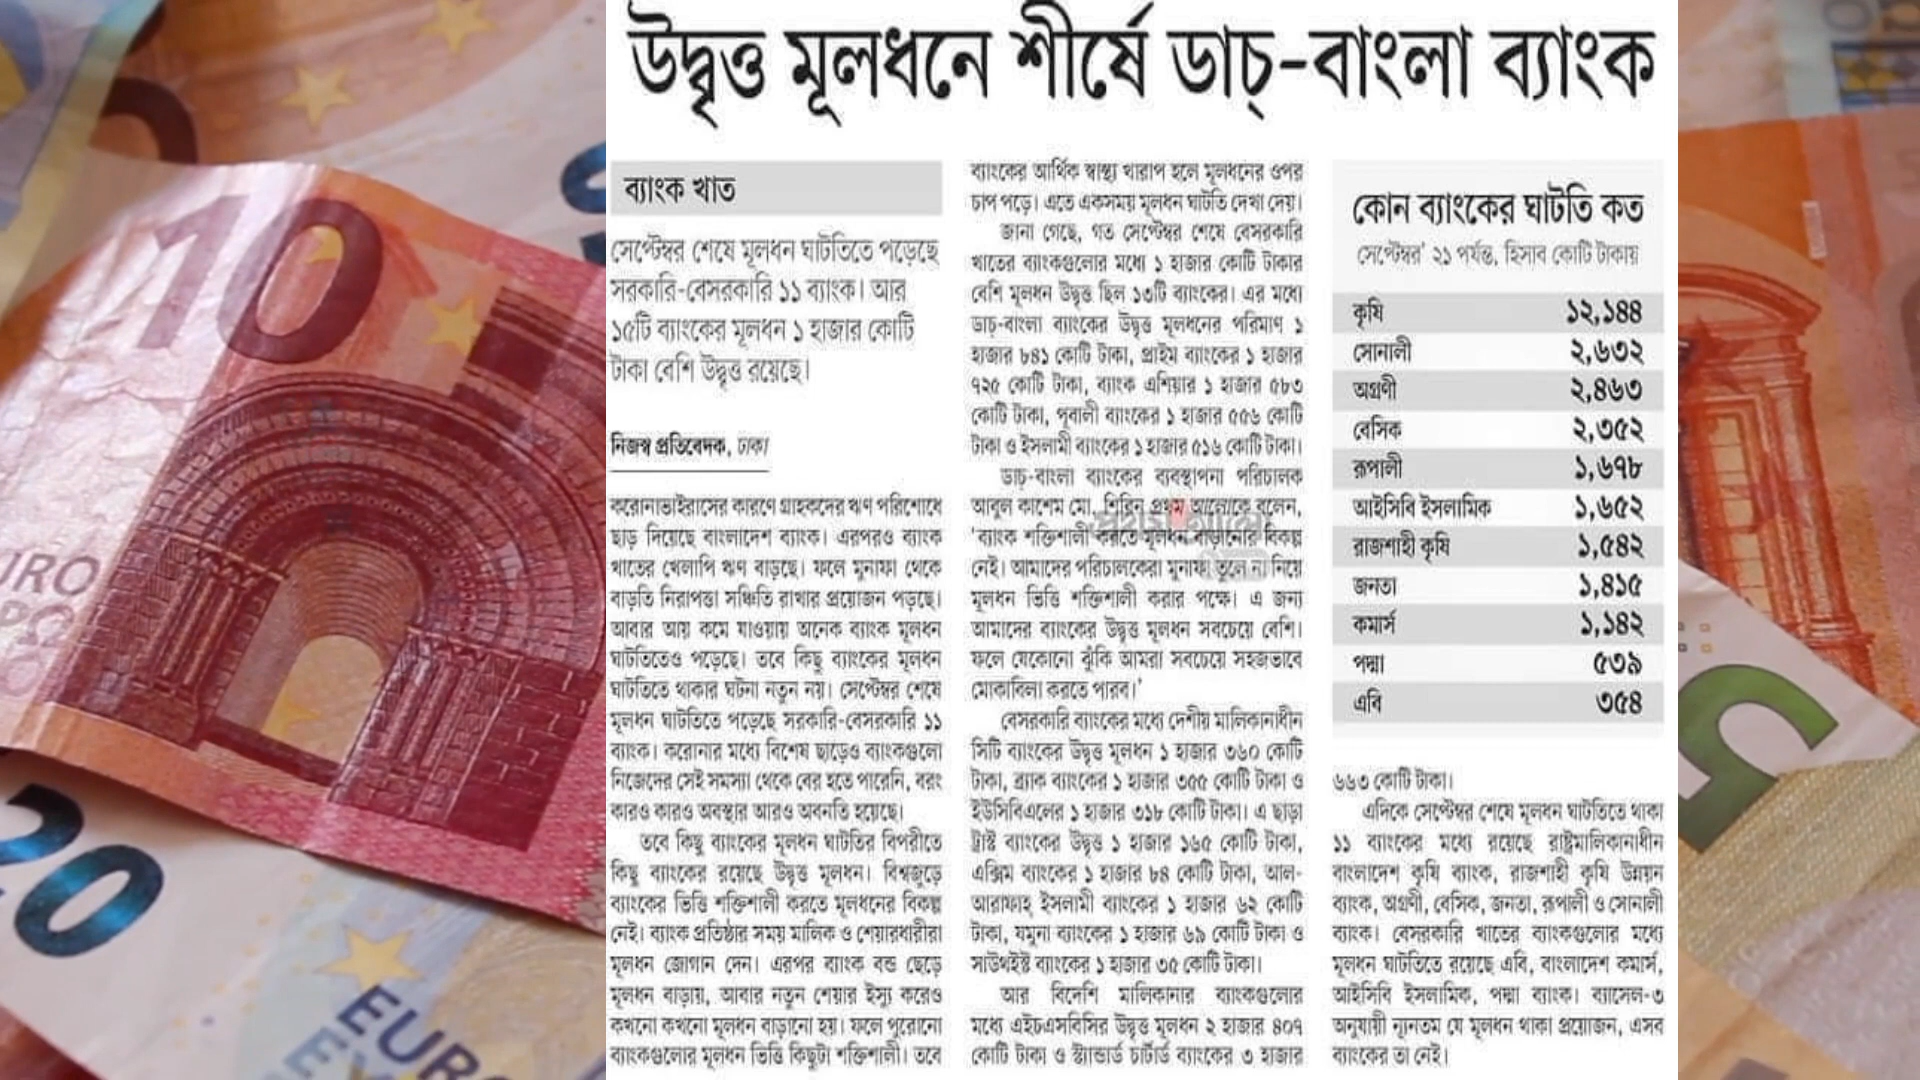 উদ্বৃত্ত মূলধনে শীর্ষে ডাচ্-বাংলা ব্যাংক
ব্যাংক খাত
সেপ্টেম্বর শেষে মূলধন ঘাটতিতে পড়েছে
সরকারি-বেসরকারি ১১ ব্যাংক। আর
১৫টি ব্যাংকের মূলধন ১ হাজার কোটি
টাকা বেশি উদ্বৃত্ত রয়েছে।
নিজস্ব প্রতিবেদক, ঢাকা
করোনাভাইরাসের কারণে গ্রাহকদের ঋণ পরিশোধে
ছাড় দিয়েছে বাংলাদেশ ব্যাংক। এরপরও ব্যাংক
খাতের খেলাপি ঋণ বাড়ছে। ফলে মুনাফা থেকে
বাড়তি নিরাপত্তা সঞ্চিতি রাখার প্রয়োজন পড়ছে।
আবার আয় কমে যাওয়ায় অনেক ব্যাংক মূলধন
ঘাটতিতেও পড়েছে। তবে কিছু ব্যাংকের মূলধন
ঘাটতিতে থাকার ঘটনা নতুন নয়। সেপ্টেম্বর শেষে
মূলধন ঘাটতিতে পড়েছে সরকারি-বেসরকারি ১১
ব্যাংক। করোনার মধ্যে বিশেষ ছাড়েও ব্যাংকগুলো
নিজেদের সেই সমস্যা থেকে বের হতে পারেনি, বরং
কারও কারও অবস্থার আরও অবনতি হয়েছে।
তবে কিছু ব্যাংকের মূলধন ঘাটতির বিপরীতে
কিছু ব্যাংকের রয়েছে উদ্বৃত্ত মূলধন। বিশ্বজুড়ে
ব্যাংকের ভিত্তি শক্তিশালী করতে মূলধনের বিকল্প
নেই। ব্যাংক প্রতিষ্ঠার সময় মালিক ও শেয়ারধারীরা
মূলধন জোগান দেন। এরপর ব্যাংক বন্ড ছেড়ে
মূলধন বাড়ায়, আবার নতুন শেয়ার ইস্যু করেও
কখনো কখনো মূলধন বাড়ানো হয়। ফলে পুরোনো
ব্যাংকগুলোর মূলধন ভিত্তি কিছুটা শক্তিশালী। তবে
ব্যাংকের আর্থিক স্বাস্থ্য খারাপ হলে মূলধনের ওপর
চাপ পড়ে। এতে একসময় মূলধন ঘাটতি দেখা দেয়।
জানা গেছে, গত সেপ্টেম্বর শেষে বেসরকারি
খাতের ব্যাংকগুলোর মধ্যে ১ হাজার কোটি টাকার
বেশি মূলধন উদ্বৃত্ত ছিল ১৩টি ব্যাংকের। এর মধ্যে
ডাচ্-বাংলা ব্যাংকের উদ্বৃত্ত মূলধনের পরিমাণ ১
হাজার ৮৪১ কোটি টাকা, প্রাইম ব্যাংকের ১ হাজার
৭২৫ কোটি টাকা, ব্যাংক এশিয়ার ১ হাজার ৫৮৩
কোটি টাকা, পূবালী ব্যাংকের ১ হাজার ৫৫৬ কোটি
টাকা ও ইসলামী ব্যাংকের ১ হাজার ৫১৬ কোটি টাকা।
ডাচ্-বাংলা ব্যাংকের ব্যবস্থাপনা পরিচালক
আবুল কাশেম মো. শিরিন প্রথম আলোকে বলেন,
'ব্যাংক শক্তিশালী করতে মূলধন বাড়ানোর বিকল্প
নেই। আমাদের পরিচালকেরা মুনাফা তুলে না নিয়ে
মূলধন ভিত্তি শক্তিশালী করার পক্ষে। এ জন্য
আমাদের ব্যাংকের উদ্বৃত্ত মূলধন সবচেয়ে বেশি।
ফলে যেকোনো ঝুঁকি আমরা সবচেয়ে সহজভাবে
মোকাবিলা করতে পারব।'
বেসরকারি ব্যাংকের মধ্যে দেশীয় মালিকানাধীন
সিটি ব্যাংকের উদ্বৃত্ত মূলধন ১ হাজার ৩৬০ কোটি
টাকা, ব্র্যাক ব্যাংকের ১ হাজার ৩৫৫ কোটি টাকা ও
ইউসিবিএলের ১ হাজার ৩১৮ কোটি টাকা। এ ছাড়া
ট্রাস্ট ব্যাংকের উদ্বৃত্ত ১ হাজার ১৬৫ কোটি টাকা,
এক্সিম ব্যাংকের ১ হাজার ৮৪ কোটি টাকা, আল-
আরাফাহ্ ইসলামী ব্যাংকের ১ হাজার ৬২ কোটি
টাকা, যমুনা ব্যাংকের ১ হাজার ৬৯ কোটি টাকা ও
সাউথইস্ট ব্যাংকের ১ হাজার ৩৫ কোটি টাকা।
আর বিদেশি মালিকানার ব্যাংকগুলোর
মধ্যে এইচএসবিসির উদ্বৃত্ত মূলধন ২ হাজার ৪০৭
কোটি টাকা ও স্ট্যান্ডার্ড চার্টার্ড ব্যাংকের ৩ হাজার
কোন ব্যাংকের ঘাটতি কত
সেপ্টেম্বর' ২১ পর্যন্ত, হিসাব কোটি টাকায়
কৃষি ১২,১৪৪
সোনালী ২,৬৩২
অগ্রণী ২,৪৬৩
বেসিক ২,৩৫২
রূপালী ১,৬৭৮
আইসিবি ইসলামিক ১,৬৫২
রাজশাহী কৃষি ১,৫৪২
জনতা ১,৪১৫
কমার্স ১,১৪২
পদ্মা ৫৩৯
এবি ৩৫৪
৬৬৩ কোটি টাকা।
এদিকে সেপ্টেম্বর শেষে মূলধন ঘাটতিতে থাকা
১১ ব্যাংকের মধ্যে রয়েছে রাষ্ট্রমালিকানাধীন
বাংলাদেশ কৃষি ব্যাংক, রাজশাহী কৃষি উন্নয়ন
ব্যাংক, অগ্রণী, বেসিক, জনতা, রূপালী ও সোনালী
ব্যাংক। বেসরকারি খাতের ব্যাংকগুলোর মধ্যে
মূলধন ঘাটতিতে রয়েছে এবি, বাংলাদেশ কমার্স,
আইসিবি ইসলামিক, পদ্মা ব্যাংক। ব্যাসেল-৩
অনুযায়ী ন্যূনতম যে মূলধন থাকা প্রয়োজন, এসব
ব্যাংকের তা নেই।
10
20
EURO
5